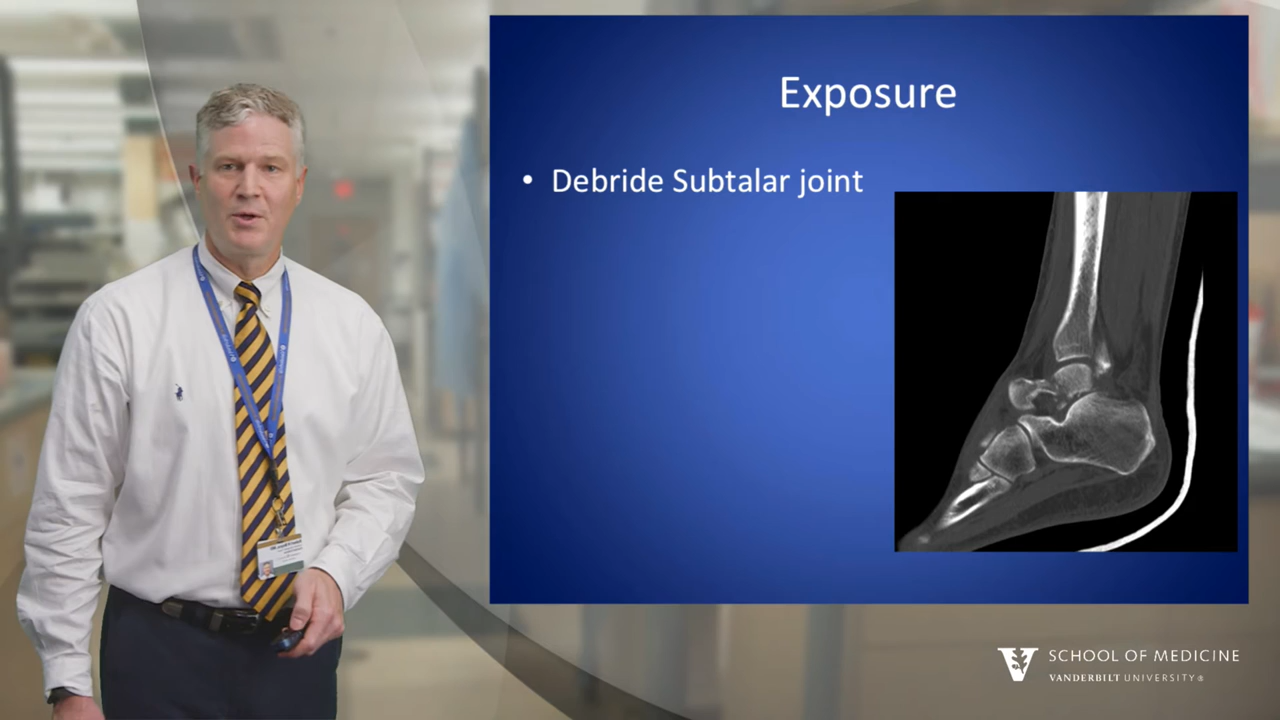 Exposure
• Debride Subtalar joint
SCHOOL OF MEDICINE
VANDERBILT UNIVERSITY®